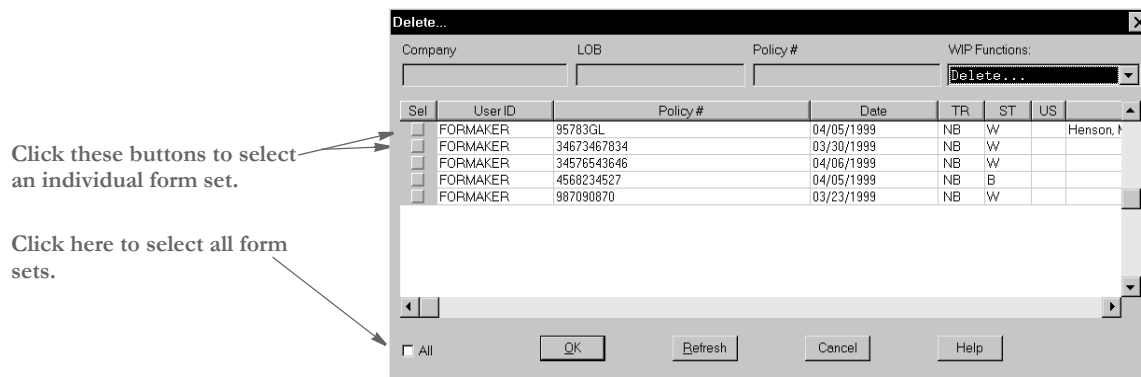 Delete...
Company LOB Policy # WIP Functions:
Delete...
Sel User ID Policy # Date TR ST US
FORMAKER 95783GL 04/05/1999 NB W Henson, M
FORMAKER 34673467834 03/30/1999 NB W
FORMAKER 34576543646 04/06/1999 NB W
FORMAKER 4568234527 04/05/1999 NB B
FORMAKER 987090870 03/23/1999 NB W
Click these buttons to select
an individual form set.
Click here to select all form
sets.
All OK Refresh Cancel Help